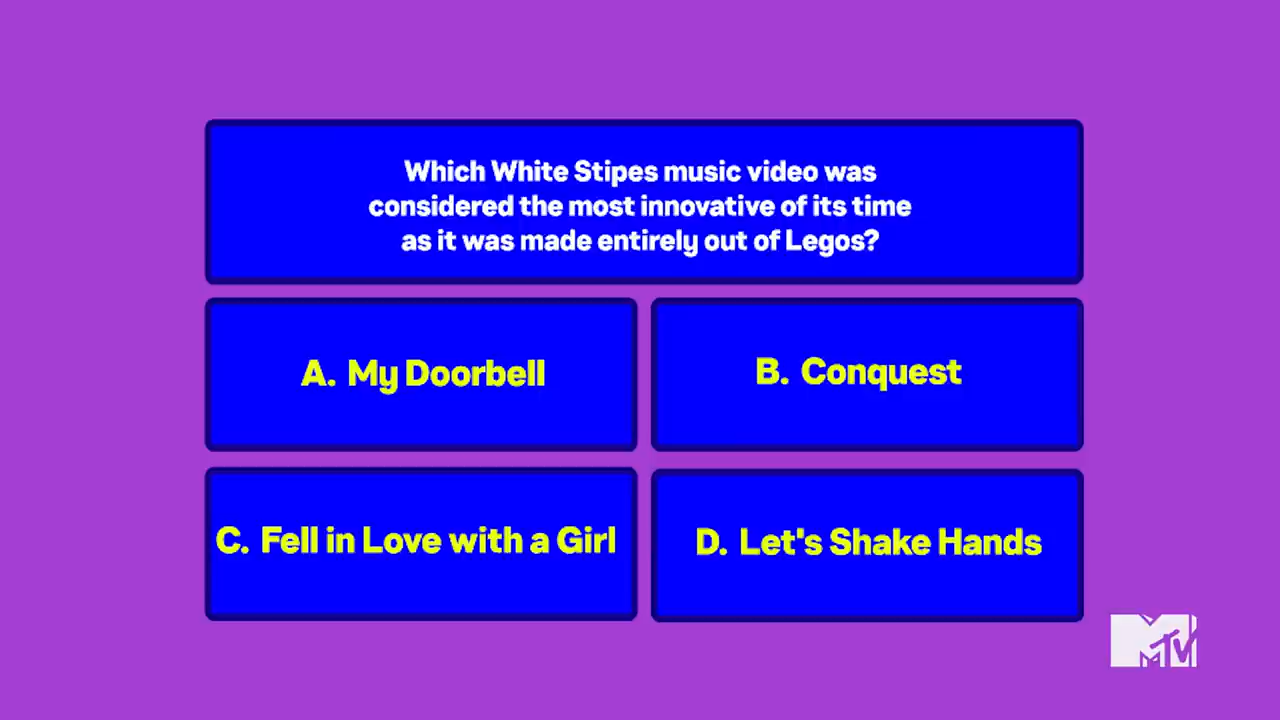 Which White Stipes music video was
considered the most innovative of its time
as it was made entirely out of Legos?
A. My Doorbell
B. Conquest
C. Fell in Love with a Girl
D. Let's Shake Hands
MTV